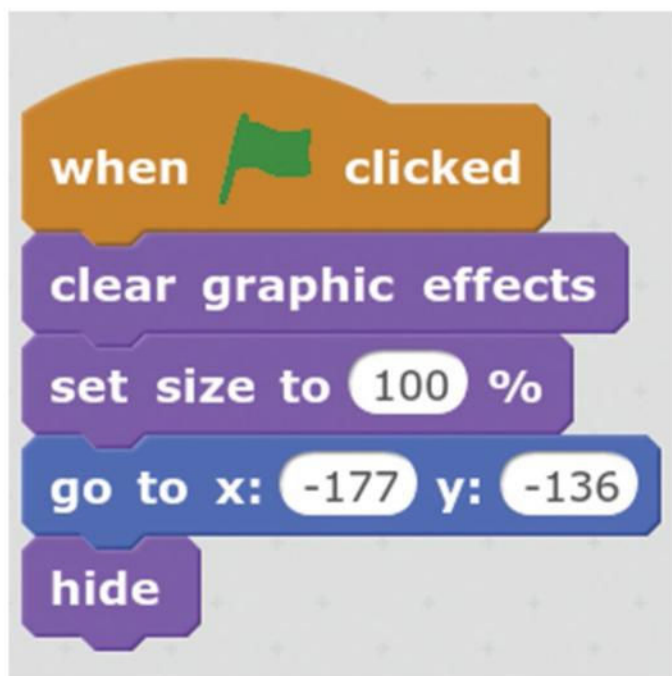 when clicked
clear graphic effects
set size to 100 %
go to x: -177 y: -136
hide